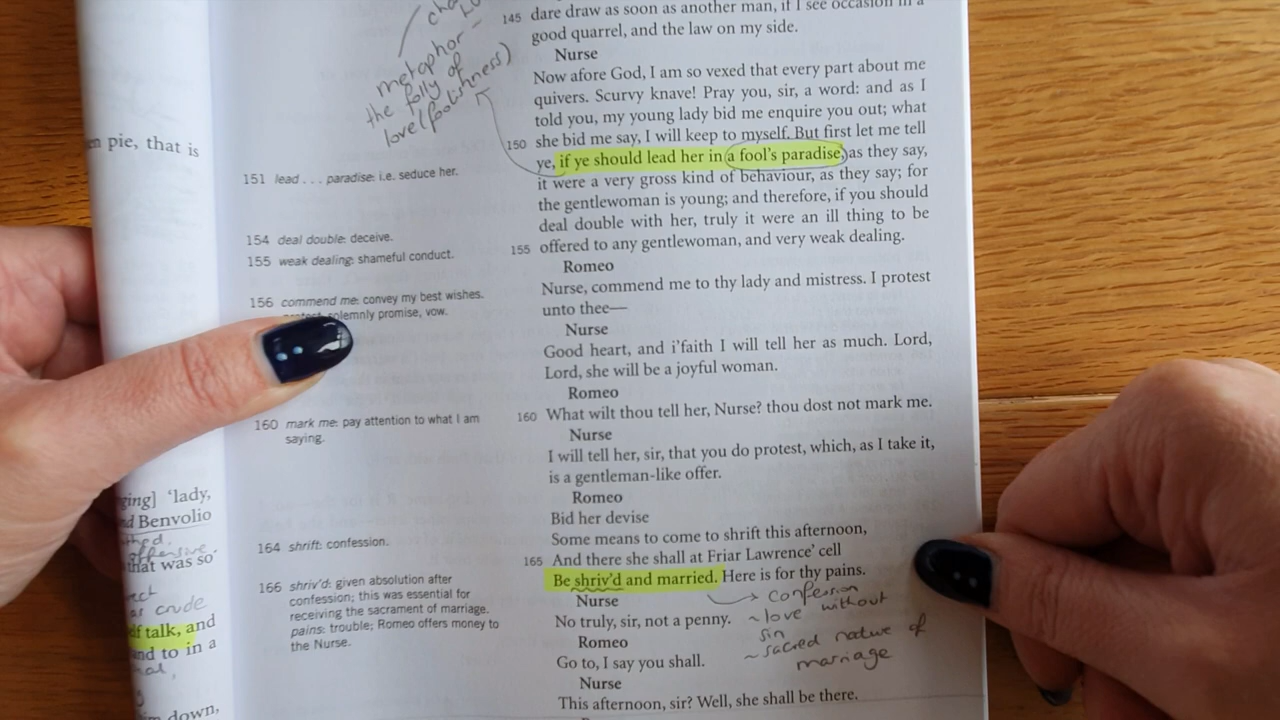 en pie, that is
ging] ‘lady,
nd Benvolio
offensive
that was so
as crude
elf talk, and
and to in a
im down,
metaphor -
the folly of
love (foolishness)
151 lead . . . paradise: i.e. seduce her.
154 deal double: deceive.
155 weak dealing: shameful conduct.
156 commend me: convey my best wishes.
protest: solemnly promise, vow.
160 mark me: pay attention to what I am
saying.
164 shrift: confession.
166 shriv’d: given absolution after
confession; this was essential for
receiving the sacrament of marriage.
pains: trouble; Romeo offers money to
the Nurse.
145 dare draw as soon as another man, if I see occasion in a
good quarrel, and the law on my side.
Nurse
Now afore God, I am so vexed that every part about me
quivers. Scurvy knave! Pray you, sir, a word: and as I
told you, my young lady bid me enquire you out; what
150 she bid me say, I will keep to myself. But first let me tell
ye, if ye should lead her in a fool’s paradise, as they say,
it were a very gross kind of behaviour, as they say; for
the gentlewoman is young; and therefore, if you should
deal double with her, truly it were an ill thing to be
155 offered to any gentlewoman, and very weak dealing.
Romeo
Nurse, commend me to thy lady and mistress. I protest
unto thee—
Nurse
Good heart, and i’faith I will tell her as much. Lord,
Lord, she will be a joyful woman.
Romeo
160 What wilt thou tell her, Nurse? thou dost not mark me.
Nurse
I will tell her, sir, that you do protest, which, as I take it,
is a gentleman-like offer.
Romeo
Bid her devise
Some means to come to shrift this afternoon,
165 And there she shall at Friar Lawrence’ cell
Be shriv’d and married. Here is for thy pains.
Nurse
No truly, sir, not a penny.
Romeo
Go to, I say you shall.
Nurse
This afternoon, sir? Well, she shall be there.
confession
~ love without
sin
~ sacred nature of
marriage